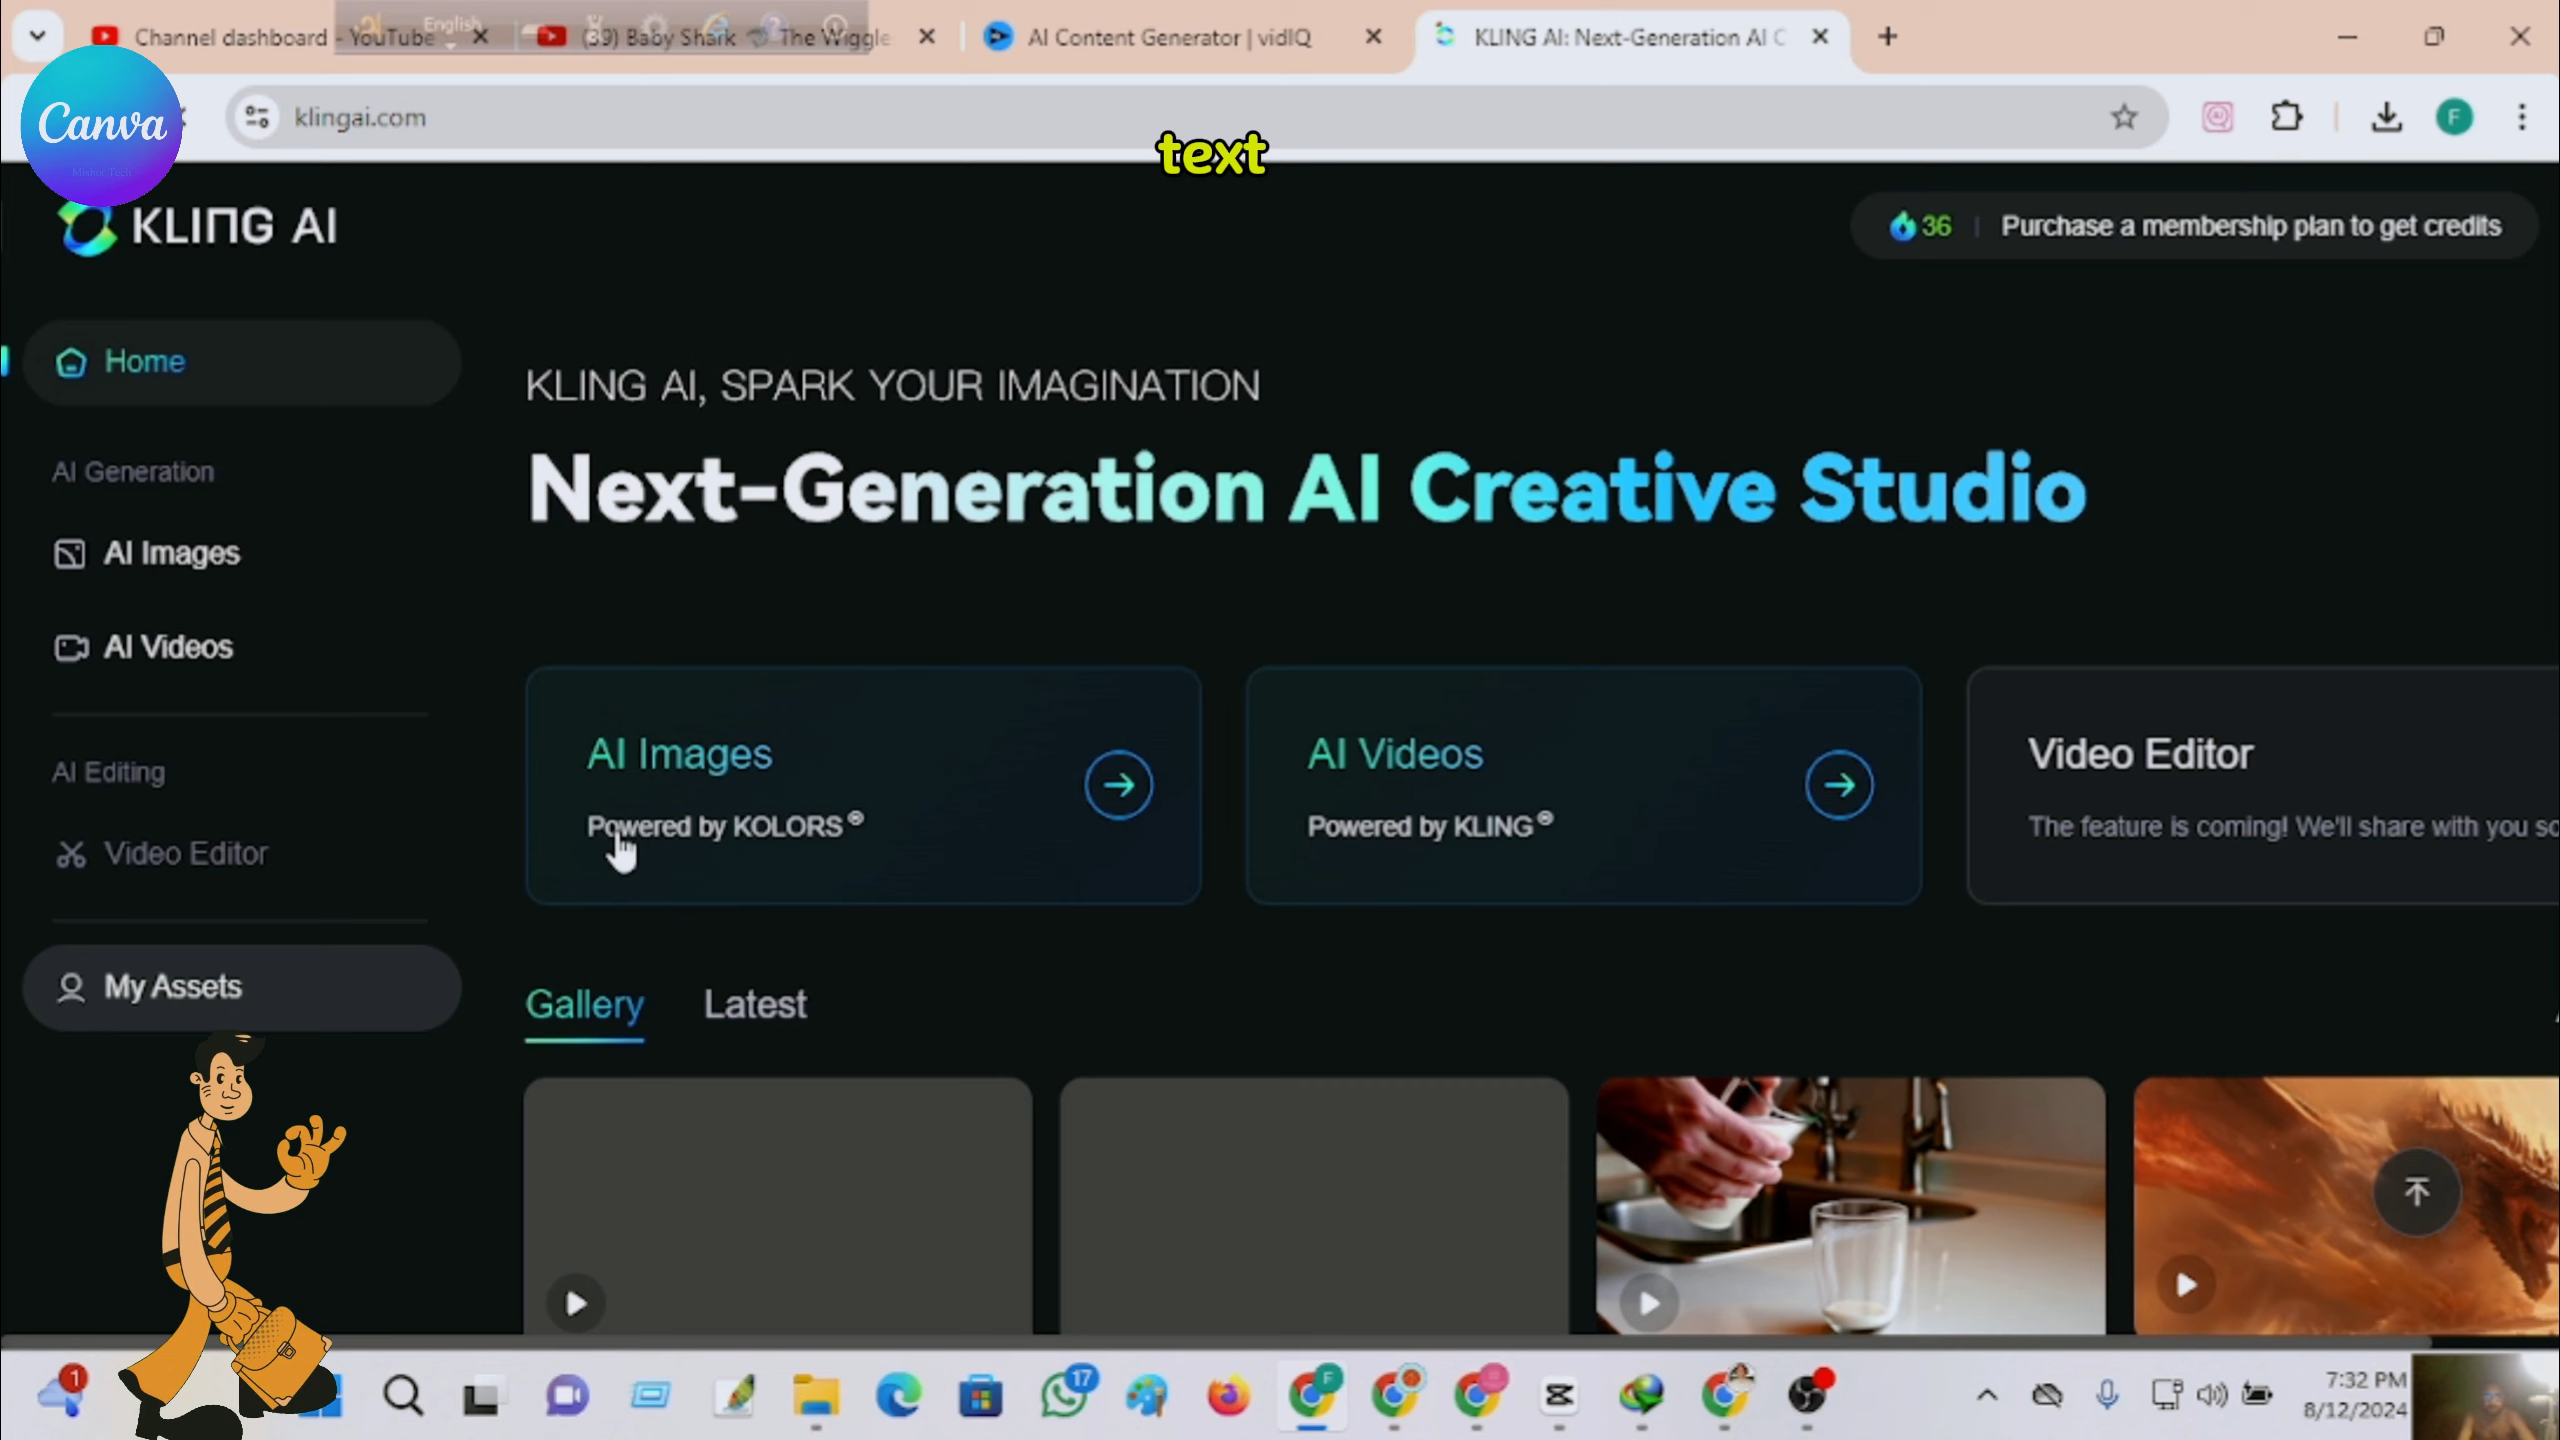 Channel dashboard - YouTube
English
(39) Baby Shark 🦈 The Wiggle
AI Content Generator | vidIQ
KLING AI: Next-Generation AI C
Canva
Mishor Tech
klingai.com
F
text
KLING AI
36
Purchase a membership plan to get credits
Home
KLING AI, SPARK YOUR IMAGINATION
AI Generation
Next-Generation AI Creative Studio
AI Images
AI Videos
AI Images
AI Videos
Video Editor
AI Editing
Powered by KOLORS®
Powered by KLING®
The feature is coming! We'll share with you so
Video Editor
My Assets
Gallery
Latest
1
17
F
7:32 PM
8/12/2024